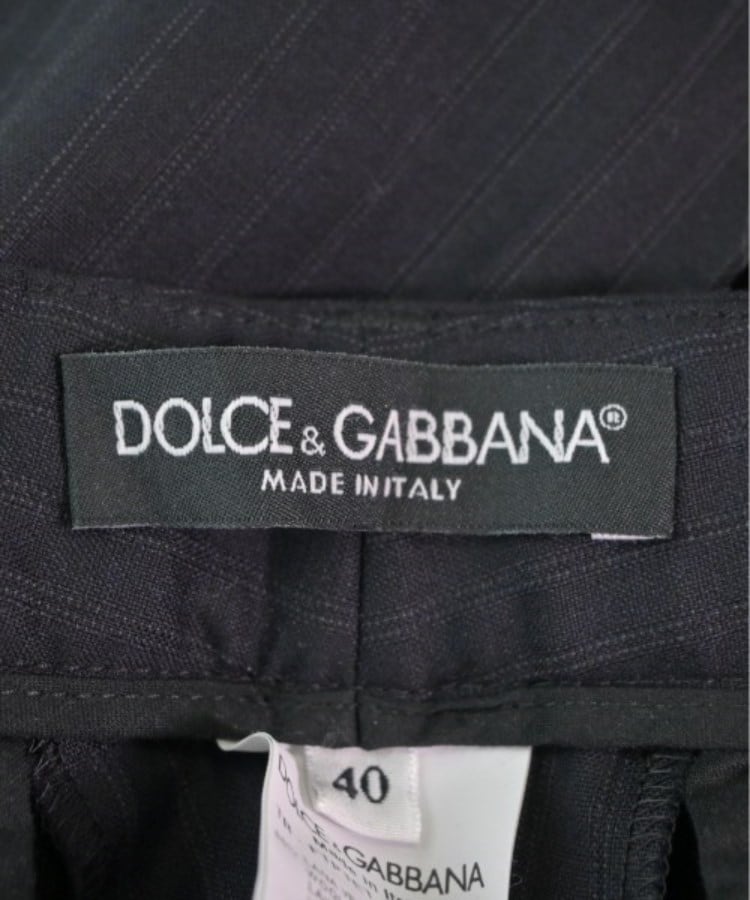 DOLCE & GABBANA®
MADE IN ITALY
40
DOLCE & GABBANA